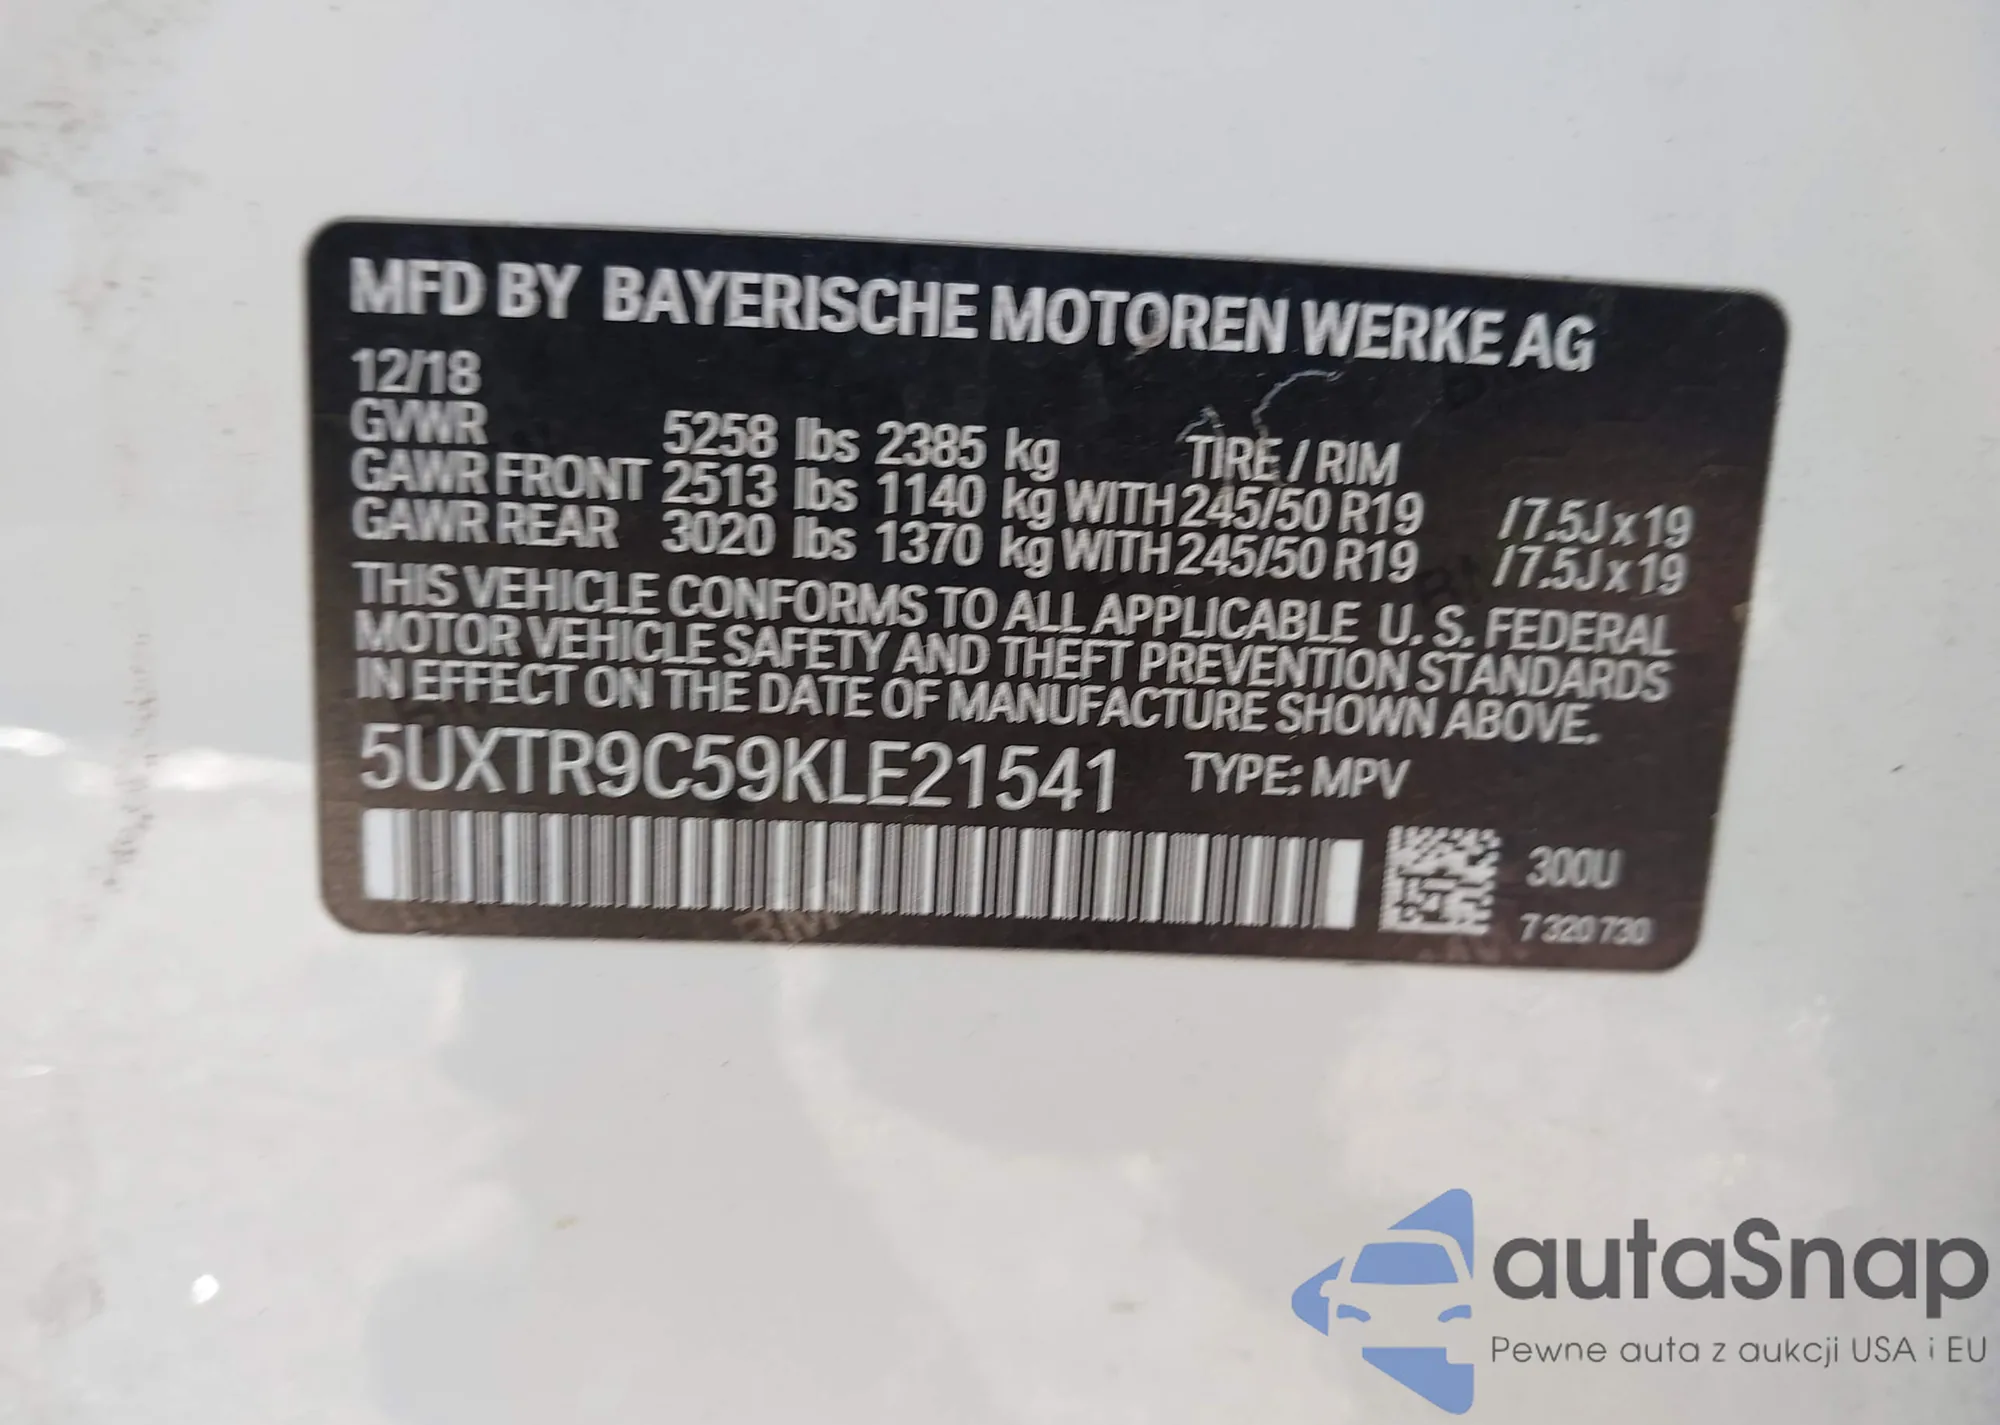 MFD BY BAYERISCHE MOTOREN WERKE AG
12/18
GVWR 5258 lbs 2385 kg TIRE / RIM
GAWR FRONT 2513 lbs 1140 kg WITH 245/50 R19 /7.5J x 19
GAWR REAR 3020 lbs 1370 kg WITH 245/50 R19 /7.5J x 19
THIS VEHICLE CONFORMS TO ALL APPLICABLE U. S. FEDERAL
MOTOR VEHICLE SAFETY AND THEFT PREVENTION STANDARDS
IN EFFECT ON THE DATE OF MANUFACTURE SHOWN ABOVE.
5UXTR9C59KLE21541 TYPE: MPV
300U
7 320 730
autaSnap
Pewne auta z aukcji USA i EU